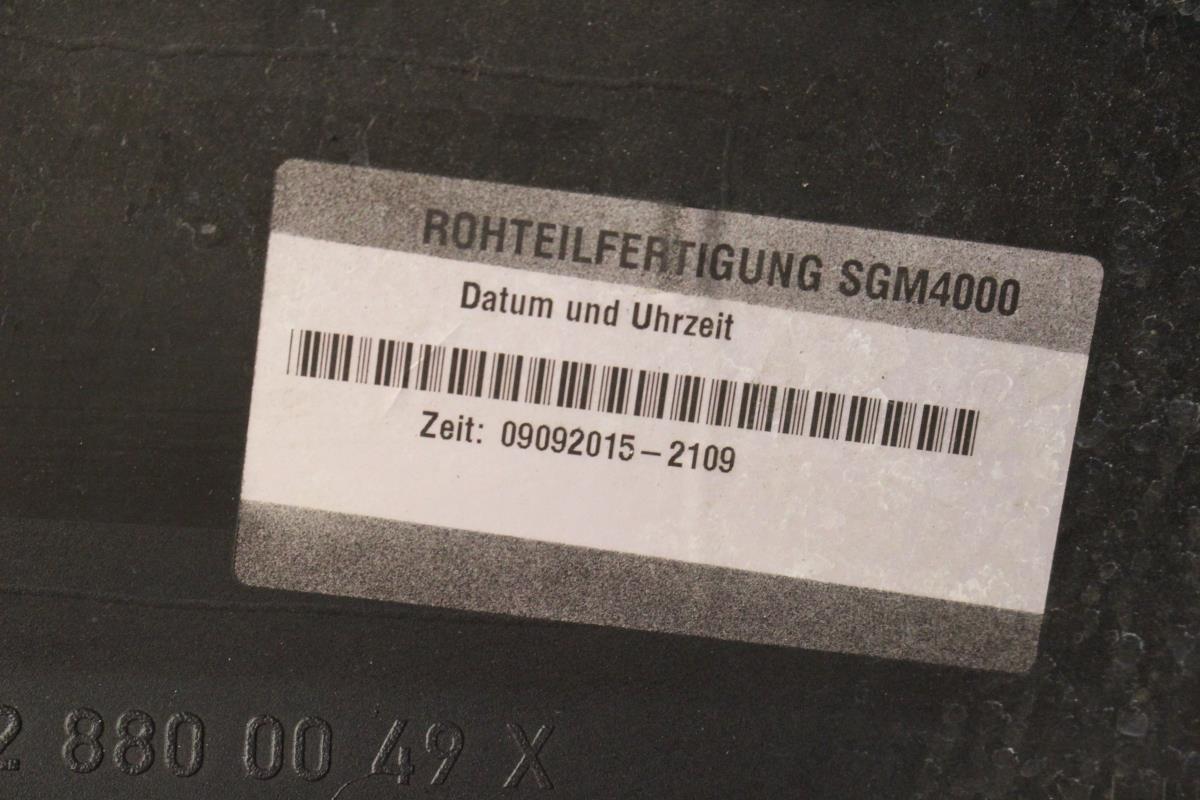 ROHTEILFERTIGUNG SGM4000
Datum und Uhrzeit
Zeit: 09092015-2109
2 880 00 49 X